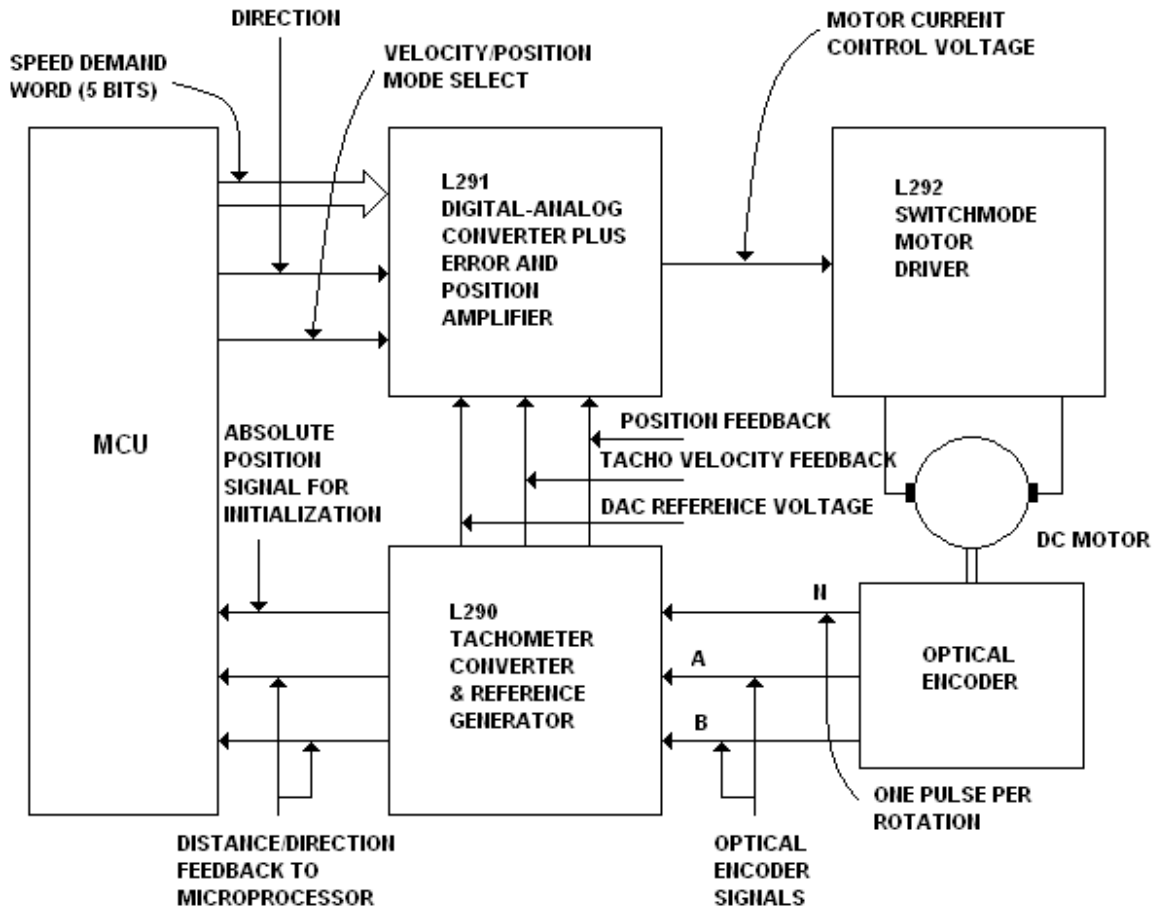 DIRECTION
SPEED DEMAND
WORD (5 BITS)
VELOCITY/POSITION
MODE SELECT
MOTOR CURRENT
CONTROL VOLTAGE
L291
DIGITAL-ANALOG
CONVERTER PLUS
ERROR AND
POSITION
AMPLIFIER
L292
SWITCHMODE
MOTOR
DRIVER
MCU
ABSOLUTE
POSITION
SIGNAL FOR
INITIALIZATION
POSITION FEEDBACK
TACHO VELOCITY FEEDBACK
DAC REFERENCE VOLTAGE
DC MOTOR
L290
TACHOMETER
CONVERTER
& REFERENCE
GENERATOR
N
A
B
OPTICAL
ENCODER
DISTANCE/DIRECTION
FEEDBACK TO
MICROPROCESSOR
OPTICAL
ENCODER
SIGNALS
ONE PULSE PER
ROTATION